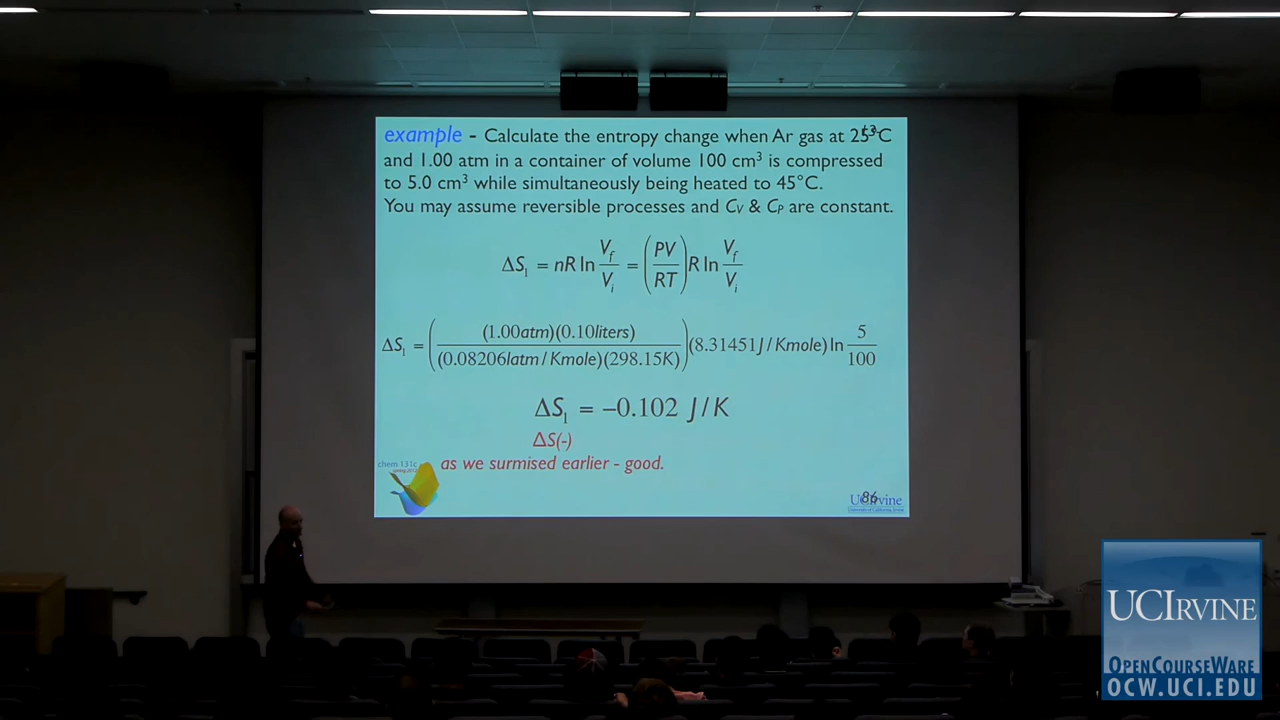 example - Calculate the entropy change when Ar gas at 25°C
and 1.00 atm in a container of volume 100 cm³ is compressed
to 5.0 cm³ while simultaneously being heated to 45°C.
You may assume reversible processes and Cv & CP are constant.
ΔS₁ = nR ln Vf/Vi = (PV/RT) R ln Vf/Vi
ΔS₁ = ((1.00atm)(0.10liters)/(0.08206latm/Kmole)(298.15K))(8.31451J/Kmole)ln 5/100
ΔS₁ = −0.102 J/K
ΔS(-)
as we surmised earlier - good.
chem 131c
UCIrvine
86
UCIRVINE
OPENCOURSEWARE
OCW.UCI.EDU